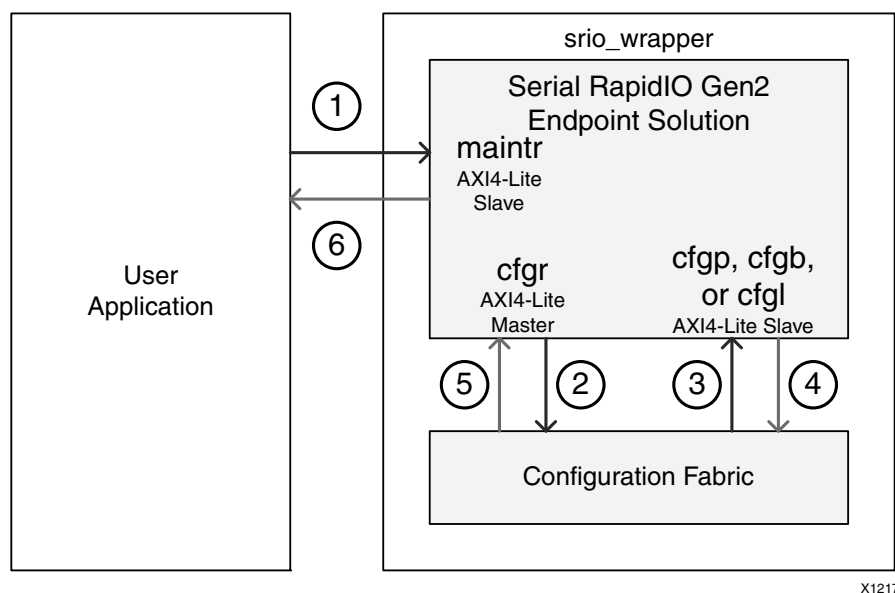 srio_wrapper
Serial RapidIO Gen2
Endpoint Solution
1
maintr
AXI4-Lite
Slave
6
User
Application
cfgr
AXI4-Lite
Master
cfgp, cfgb,
or cfgl
AXI4-Lite Slave
5
2
3
4
Configuration Fabric
X1217